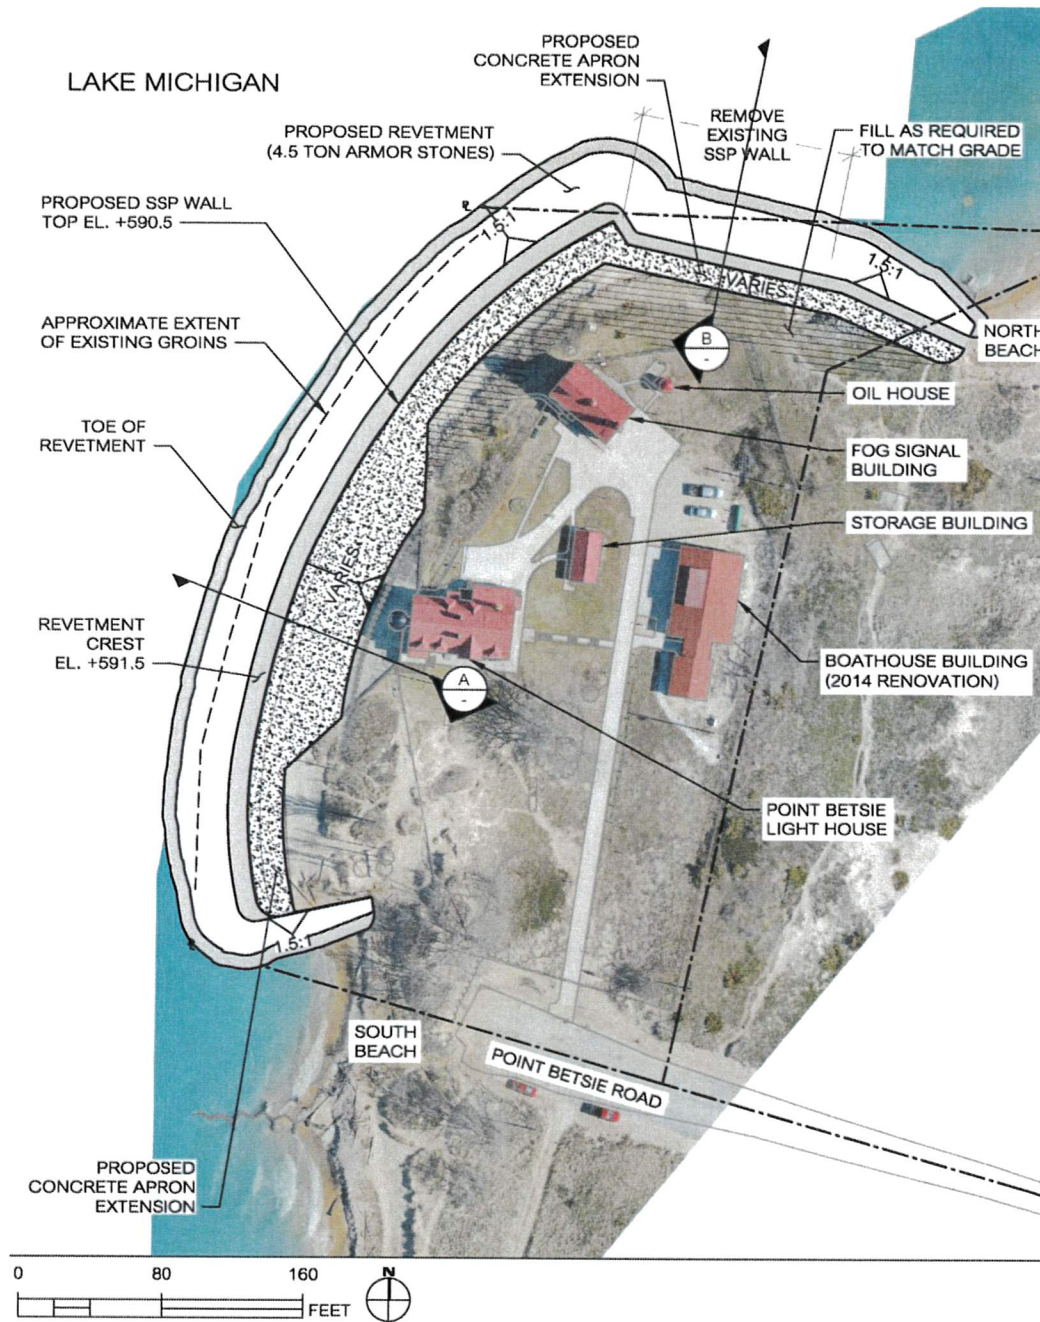 LAKE MICHIGAN
PROPOSED
CONCRETE APRON
EXTENSION
REMOVE
EXISTING
SSP WALL
FILL AS REQUIRED
TO MATCH GRADE
PROPOSED REVETMENT
(4.5 TON ARMOR STONES)
PROPOSED SSP WALL
TOP EL. +590.5
1.5:1
1.5:1
VARIES
NORTH
BEACH
APPROXIMATE EXTENT
OF EXISTING GROINS
B
-
OIL HOUSE
TOE OF
REVETMENT
FOG SIGNAL
BUILDING
STORAGE BUILDING
VARIES
REVETMENT
CREST
EL. +591.5
A
-
BOATHOUSE BUILDING
(2014 RENOVATION)
POINT BETSIE
LIGHT HOUSE
1.5:1
SOUTH
BEACH
POINT BETSIE ROAD
PROPOSED
CONCRETE APRON
EXTENSION
0 80 160
FEET
N